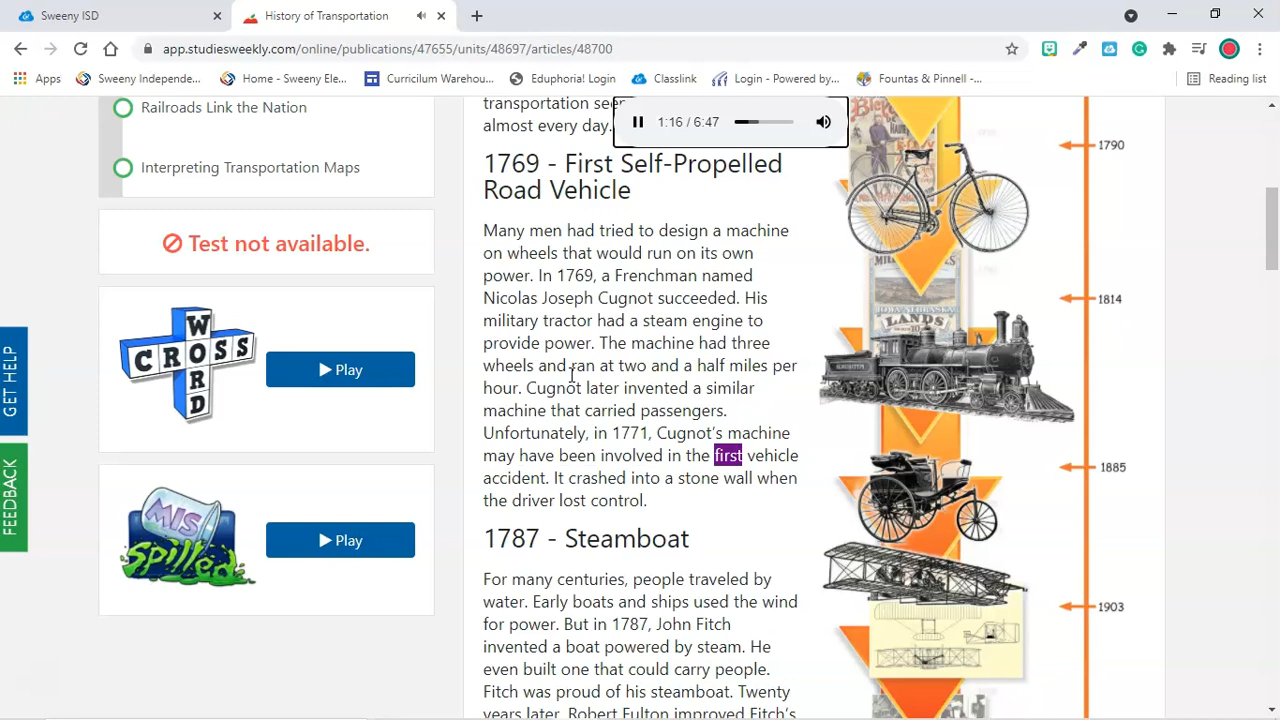 Sweeny ISD
History of Transportation
app.studiesweekly.com/online/publications/47655/units/48697/articles/48700
Apps
Sweeny Independe...
Home - Sweeny Ele...
Curriclum Warehou...
Eduphoria! Login
Classlink
Login - Powered by...
Fountas & Pinnell -...
Reading list
Railroads Link the Nation
Interpreting Transportation Maps
Test not available.
CROSS
WORD
Play
MIS
Spilled
Play
GET HELP
FEEDBACK
transportation see
almost every day.
1:16 / 6:47
1769 - First Self-Propelled
Road Vehicle
Many men had tried to design a machine
on wheels that would run on its own
power. In 1769, a Frenchman named
Nicolas Joseph Cugnot succeeded. His
military tractor had a steam engine to
provide power. The machine had three
wheels and ran at two and a half miles per
hour. Cugnot later invented a similar
machine that carried passengers.
Unfortunately, in 1771, Cugnot's machine
may have been involved in the first vehicle
accident. It crashed into a stone wall when
the driver lost control.
1787 - Steamboat
For many centuries, people traveled by
water. Early boats and ships used the wind
for power. But in 1787, John Fitch
invented a boat powered by steam. He
even built one that could carry people.
Fitch was proud of his steamboat. Twenty
years later, Robert Fulton improved Fitch's
1790
1814
LANDS
1885
1903